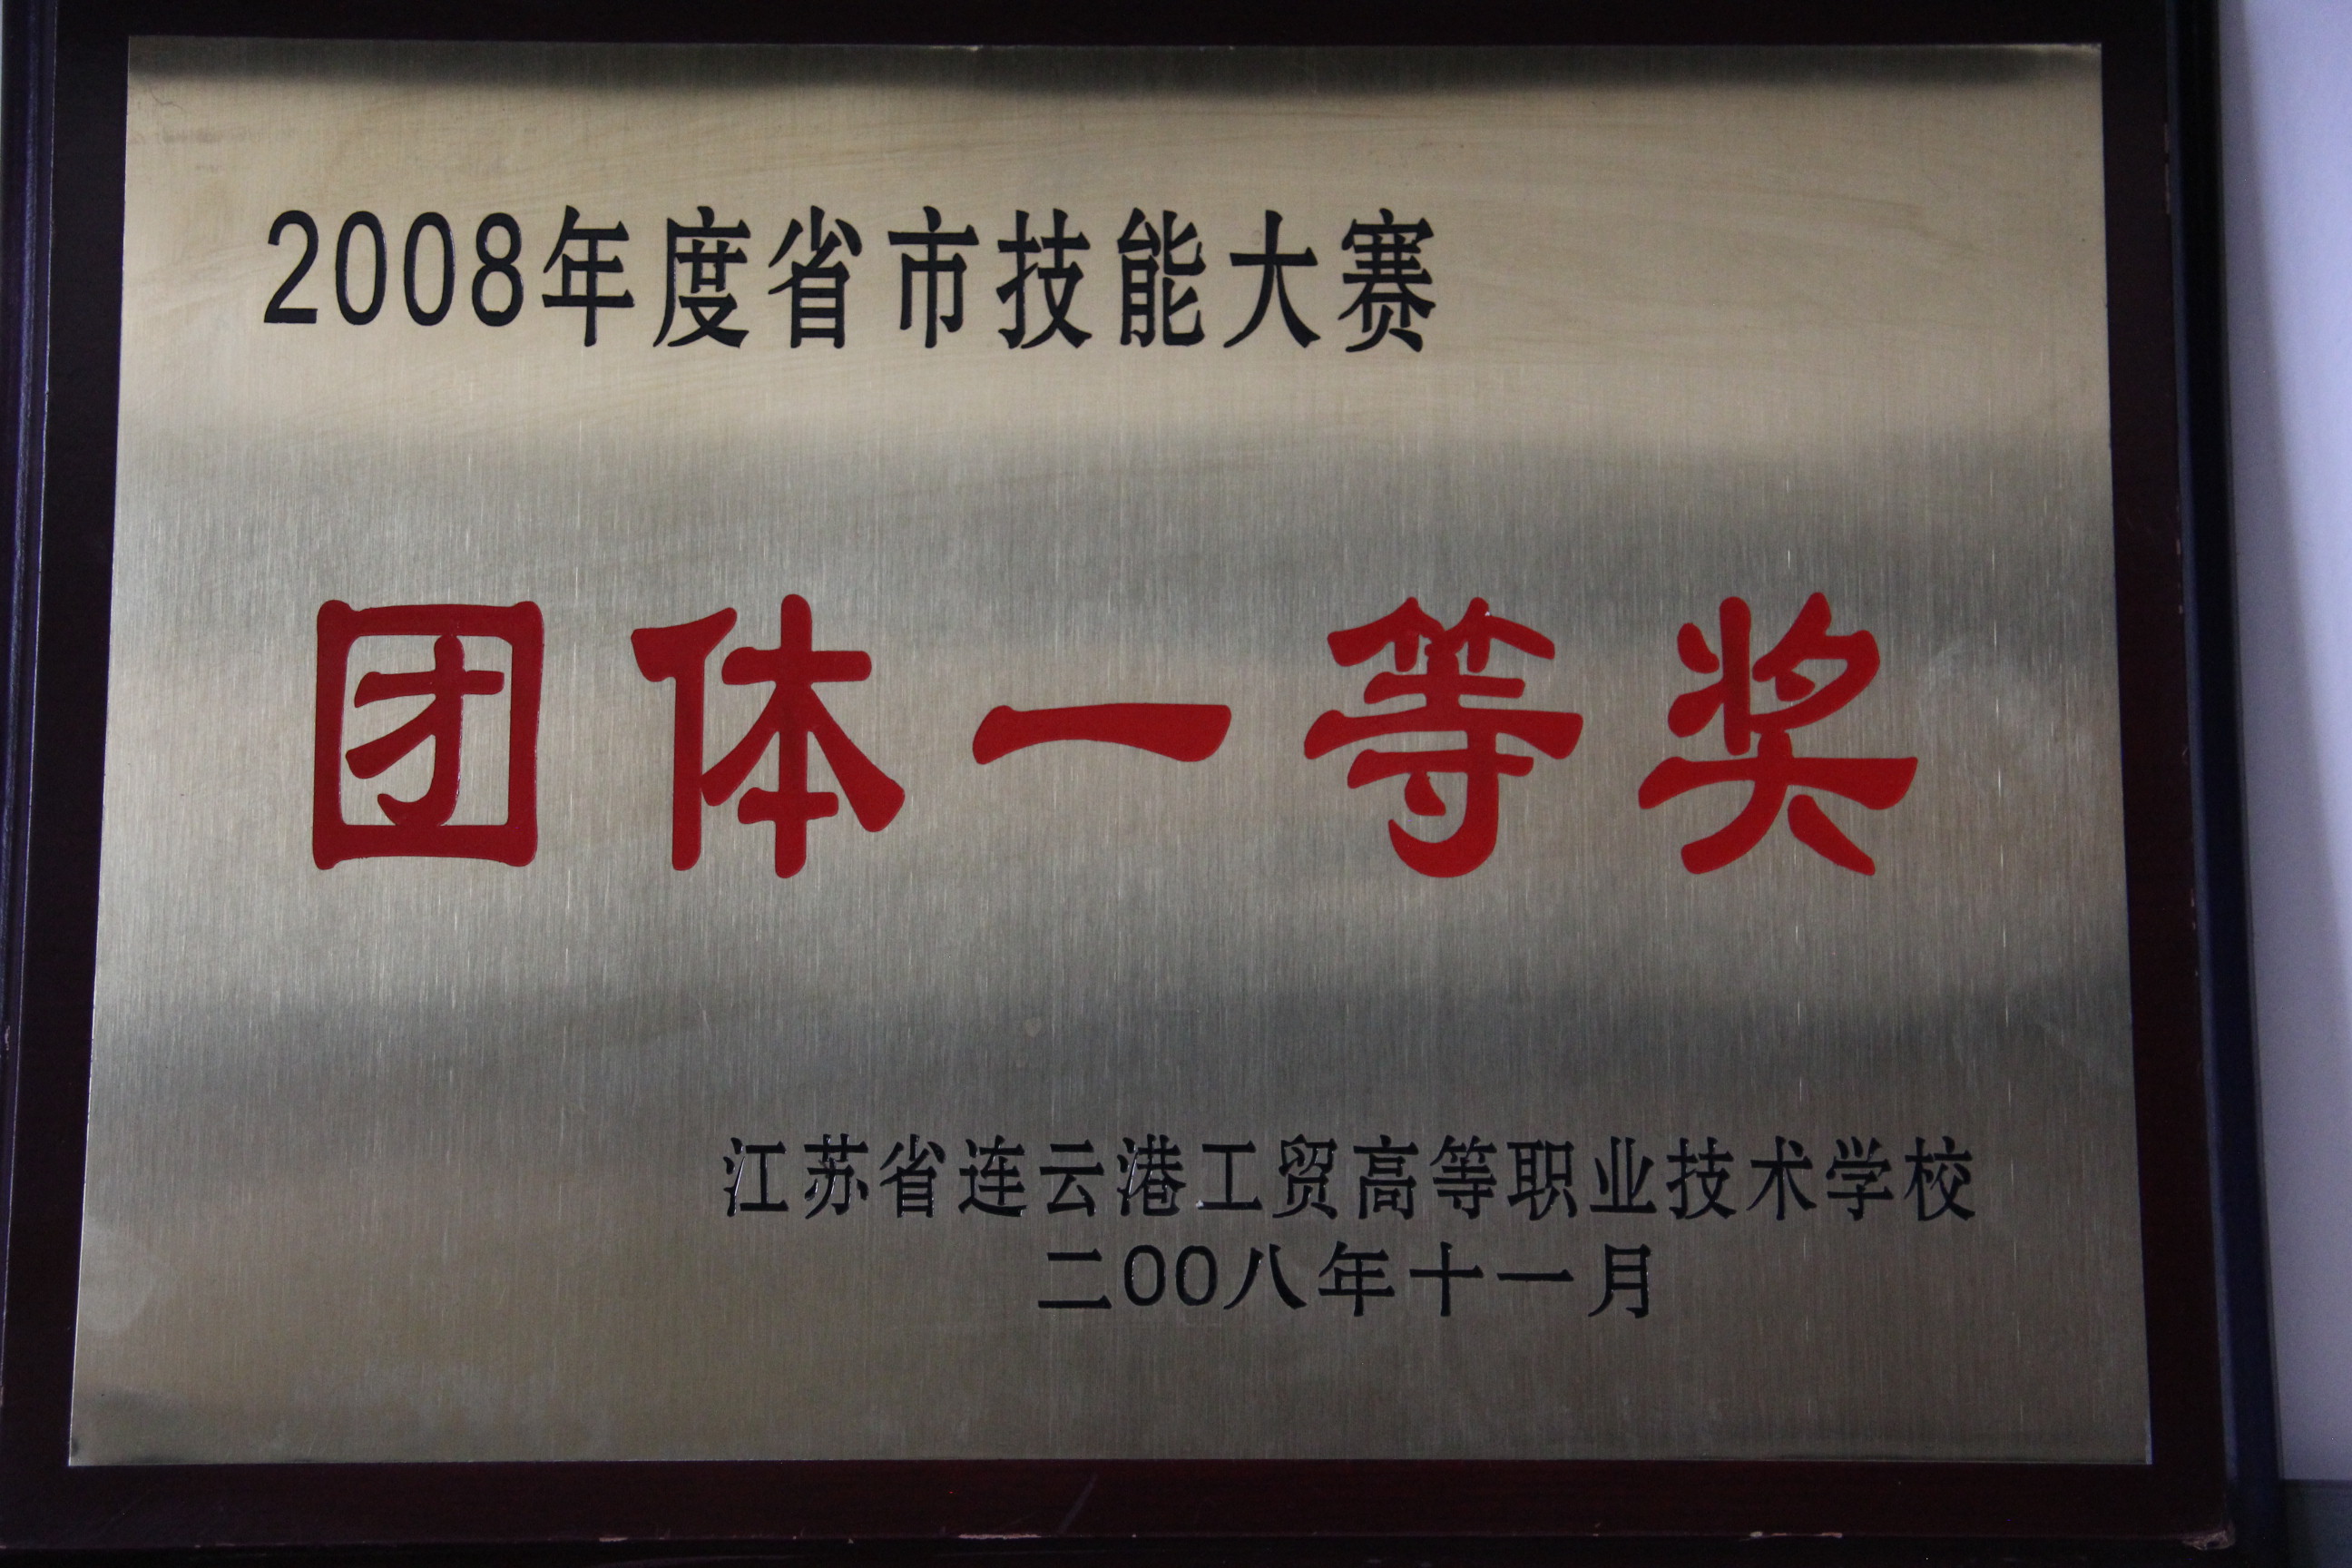 2008年度省市技能大赛
团体一等奖
江苏省连云港工贸高等职业技术学校
二00八年十一月